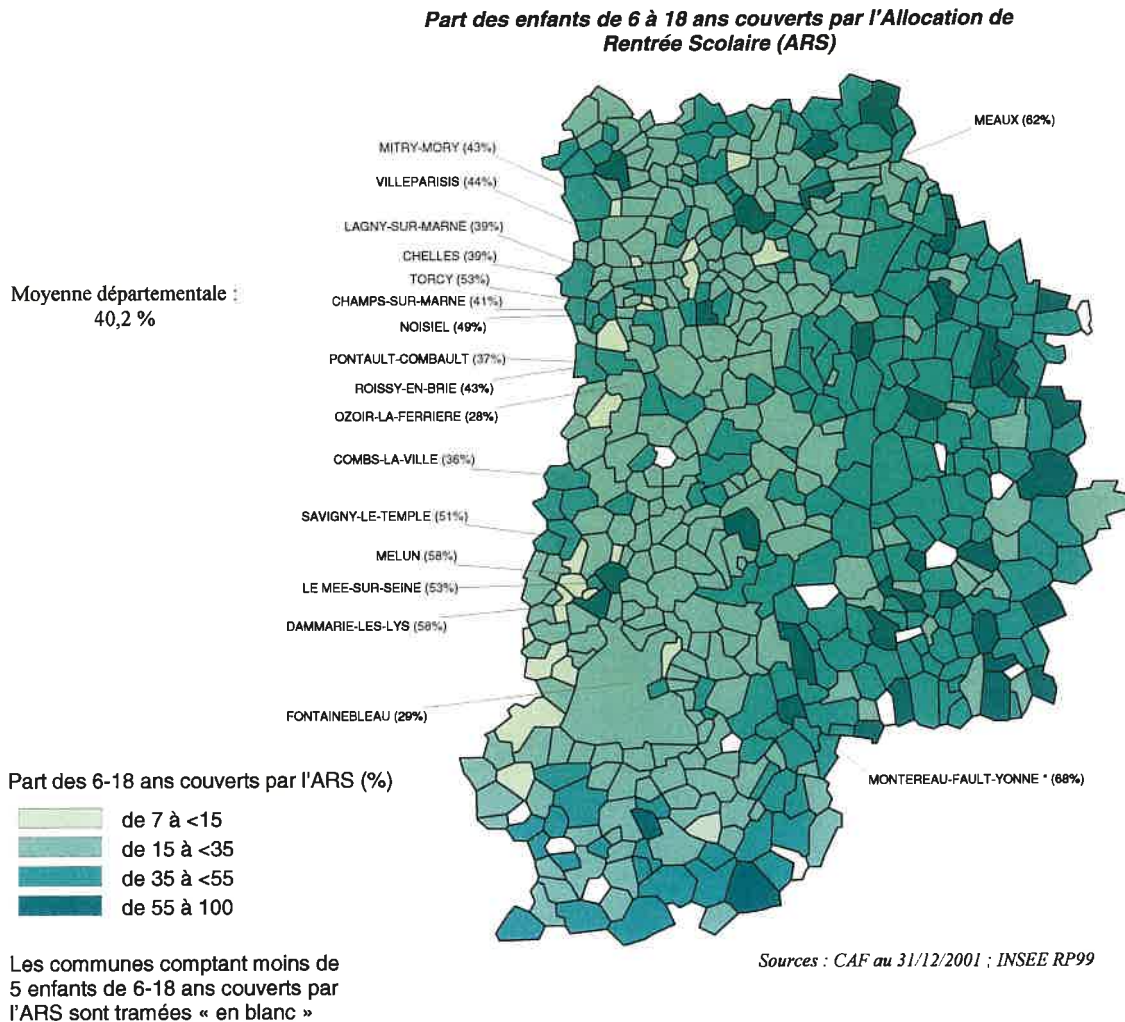 Part des enfants de 6 à 18 ans couverts par l'Allocation de
Rentrée Scolaire (ARS)
MEAUX (62%)
MITRY-MORY (43%)
VILLEPARISIS (44%)
LAGNY-SUR-MARNE (39%)
CHELLES (39%)
TORCY (53%)
Moyenne départementale :
40,2 %
CHAMPS-SUR-MARNE (41%)
NOISIEL (49%)
PONTAULT-COMBAULT (37%)
ROISSY-EN-BRIE (43%)
OZOIR-LA-FERRIERE (28%)
COMBS-LA-VILLE (36%)
SAVIGNY-LE-TEMPLE (51%)
MELUN (58%)
LE MEE-SUR-SEINE (53%)
DAMMARIE-LES-LYS (58%)
FONTAINEBLEAU (29%)
MONTEREAU-FAULT-YONNE * (68%)
Part des 6-18 ans couverts par l'ARS (%)
de 7 à <15
de 15 à <35
de 35 à <55
de 55 à 100
Les communes comptant moins de
5 enfants de 6-18 ans couverts par
l'ARS sont tramées « en blanc »
Sources : CAF au 31/12/2001 ; INSEE RP99